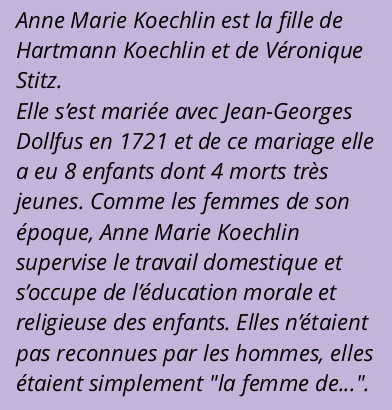 Anne Marie Koechlin est la fille de
Hartmann Koechlin et de Véronique
Stitz.
Elle s’est mariée avec Jean-Georges
Dollfus en 1721 et de ce mariage elle
a eu 8 enfants dont 4 morts très
jeunes. Comme les femmes de son
époque, Anne Marie Koechlin
supervise le travail domestique et
s’occupe de l’éducation morale et
religieuse des enfants. Elles n’étaient
pas reconnues par les hommes, elles
étaient simplement "la femme de...".